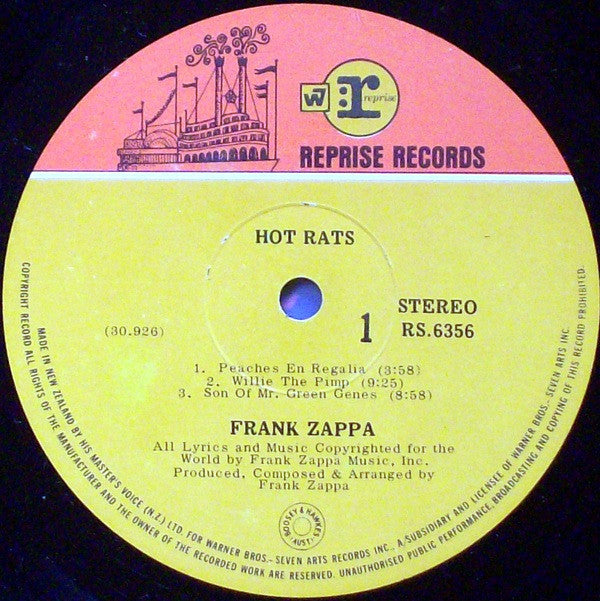 W7
r
reprise
REPRISE RECORDS
HOT RATS
(30.926)
1
STEREO
RS.6356
1. Peaches En Regalia (3:58)
2. Willie The Pimp (9:25)
3. Son Of Mr. Green Genes (8:58)
FRANK ZAPPA
All Lyrics and Music Copyrighted for the
World by Frank Zappa Music, Inc.
Produced, Composed & Arranged by
Frank Zappa
BOOSEY & HAWKES
(AUST)
COPYRIGHT RECORD ALL RIGHTS OF THE MANUFACTURER AND THE OWNER OF THE RECORDED WORK ARE RESERVED. UNAUTHORISED PUBLIC PERFORMANCE, BROADCASTING AND COPYING OF THIS RECORD PROHIBITED.
MADE IN NEW ZEALAND BY HIS MASTER'S VOICE (N.Z.) LTD. FOR WARNER BROS.- SEVEN ARTS RECORDS INC., A SUBSIDIARY AND LICENSEE OF WARNER BROS.- SEVEN ARTS INC.